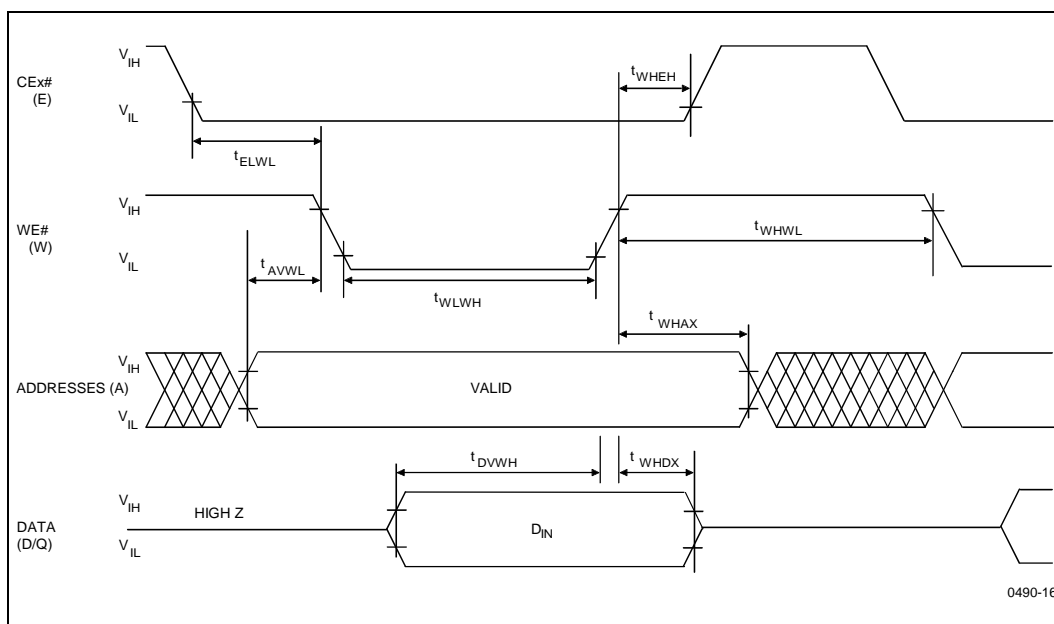 CEx#
(E)
V_IH
V_IL
t_WHEH
t_ELWL
WE#
(W)
V_IH
V_IL
t_AVWL
t_WLWH
t_WHWL
t_WHAX
ADDRESSES (A)
V_IH
V_IL
VALID
t_DVWH
t_WHDX
DATA
(D/Q)
V_IH
V_IL
HIGH Z
D_IN
0490-16